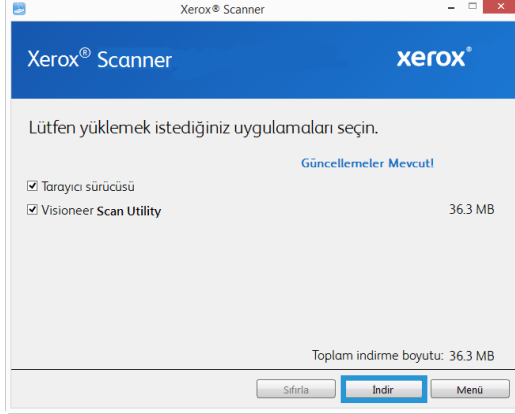 Xerox® Scanner
Xerox® Scanner
xerox®
Lütfen yüklemek istediğiniz uygulamaları seçin.
Güncellemeler Mevcut!
Tarayıcı sürücüsü
Visioneer Scan Utility 36.3 MB
Toplam indirme boyutu: 36.3 MB
Sıfırla İndir Menü